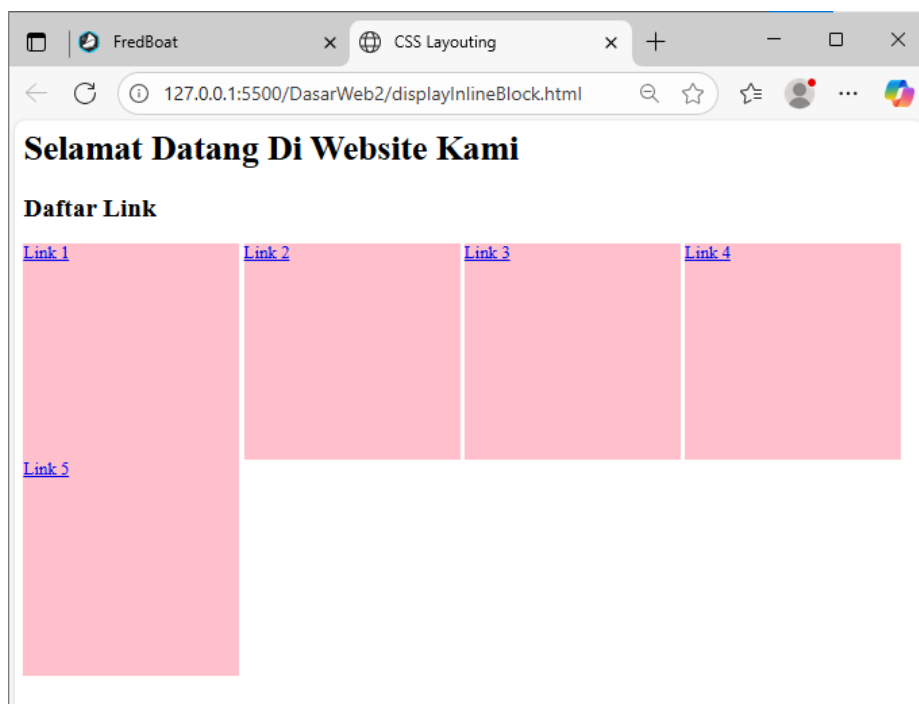 FredBoat
CSS Layouting
127.0.0.1:5500/DasarWeb2/displayInlineBlock.html
Selamat Datang Di Website Kami
Daftar Link
Link 1 Link 2 Link 3 Link 4
Link 5